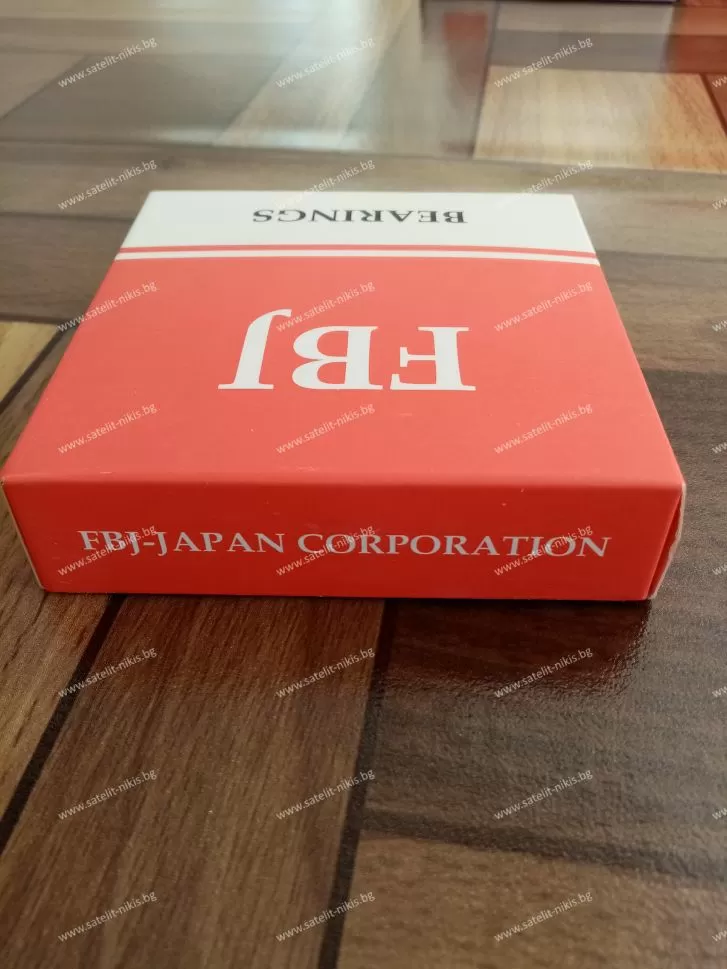 BEARINGS
FBJ
FBJ-JAPAN CORPORATION
www.satelit-nikis.bg